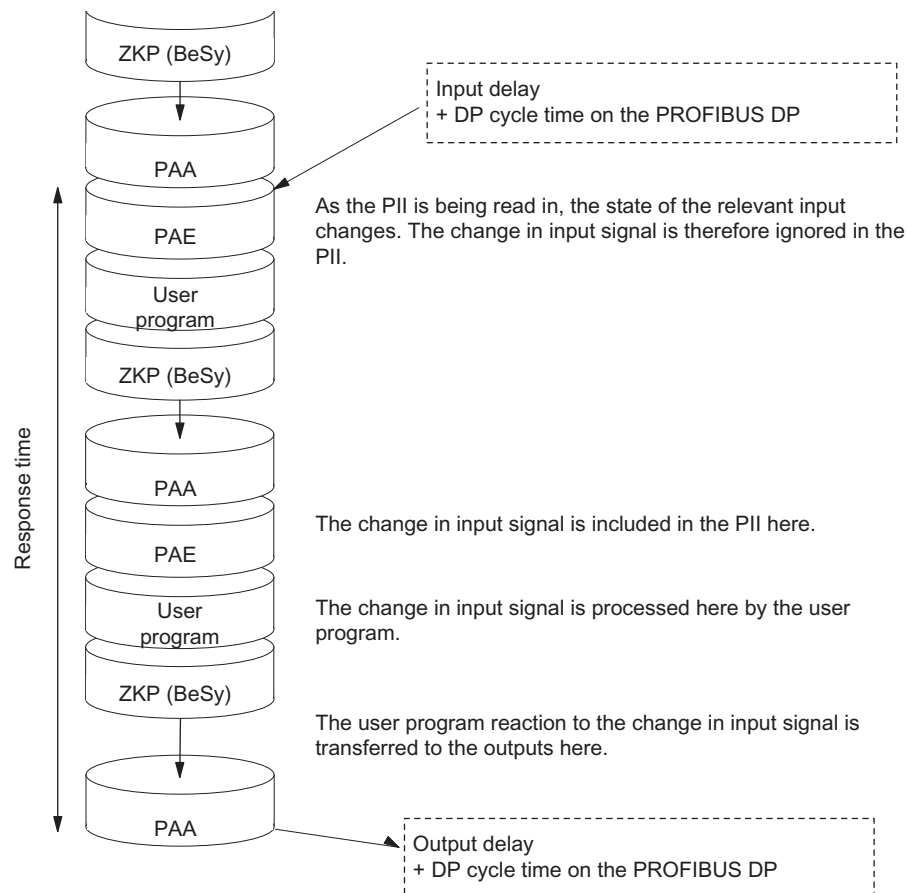 ZKP (BeSy)
Input delay
+ DP cycle time on the PROFIBUS DP
PAA
As the PII is being read in, the state of the relevant input
changes. The change in input signal is therefore ignored in the
PII.
PAE
User
program
ZKP (BeSy)
Response time
PAA
The change in input signal is included in the PII here.
PAE
The change in input signal is processed here by the user
program.
User
program
ZKP (BeSy)
The user program reaction to the change in input signal is
transferred to the outputs here.
PAA
Output delay
+ DP cycle time on the PROFIBUS DP